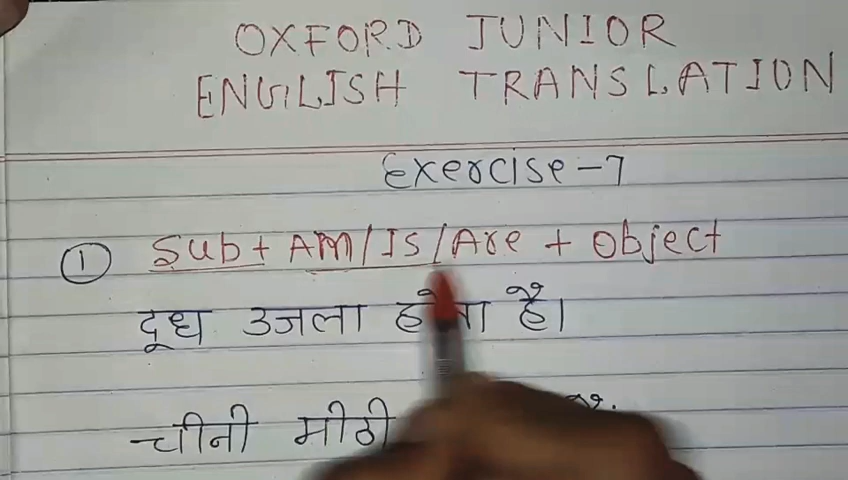 OXFORD JUNIOR
ENGLISH TRANSLATION
Exercise-7
① Sub + AM/IS/Are + Object
दूध उजला होता है।
चीनी मीठी